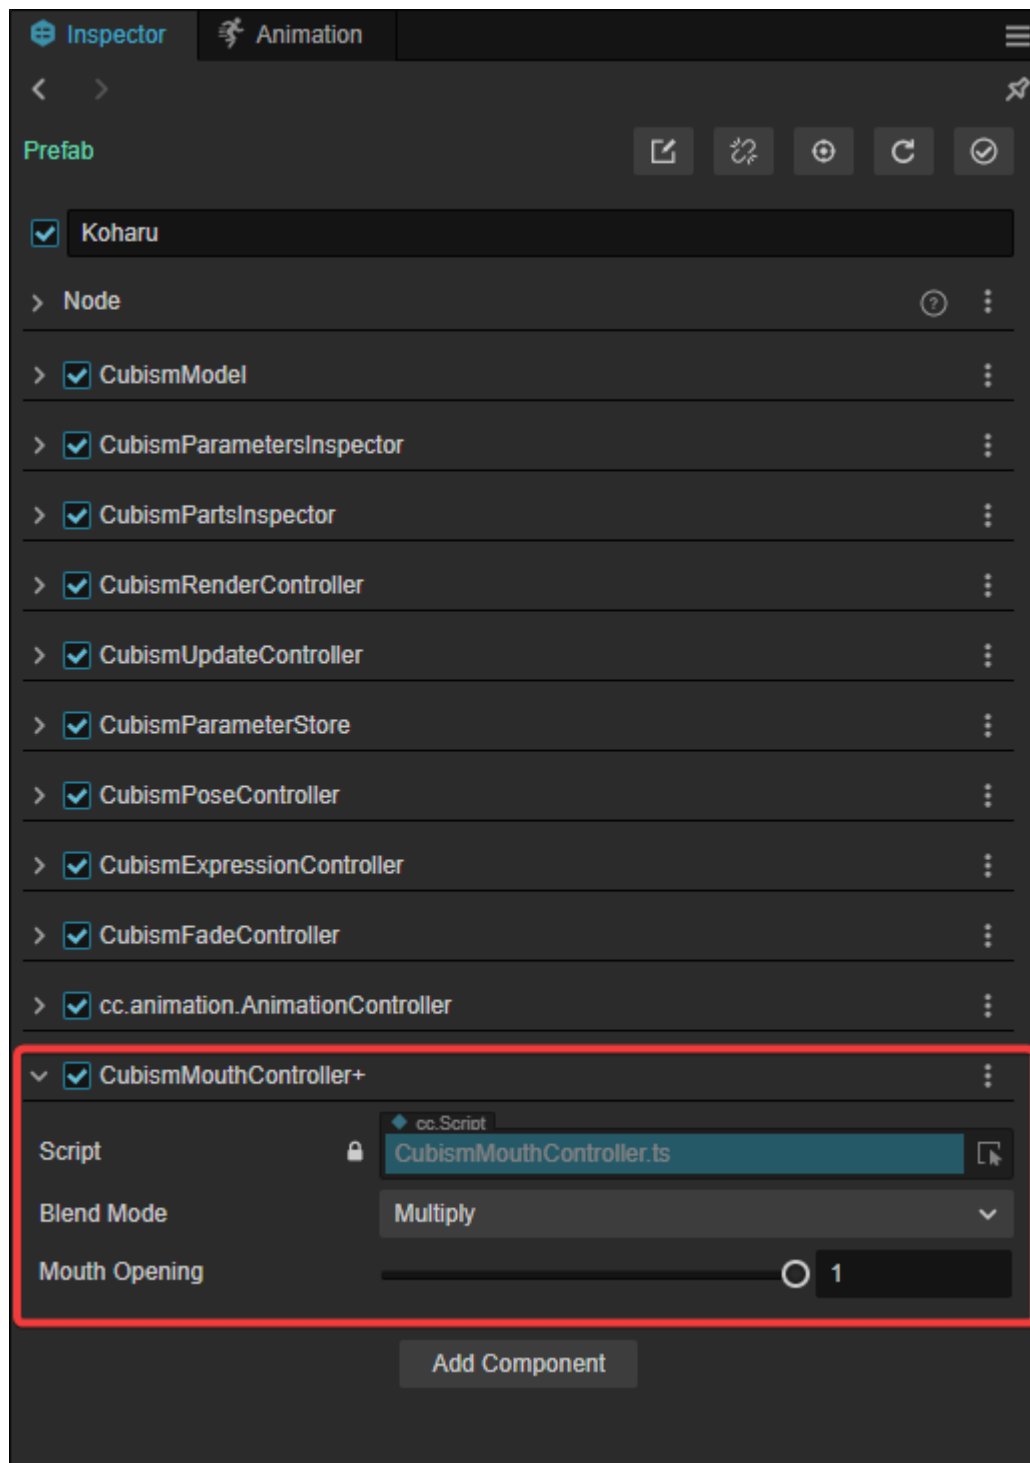 Inspector Animation
Prefab
Koharu
Node
CubismModel
CubismParametersInspector
CubismPartsInspector
CubismRenderController
CubismUpdateController
CubismParameterStore
CubismPoseController
CubismExpressionController
CubismFadeController
cc.animation.AnimationController
CubismMouthController+
cc.Script
Script CubismMouthController.ts
Blend Mode Multiply
Mouth Opening 1
Add Component